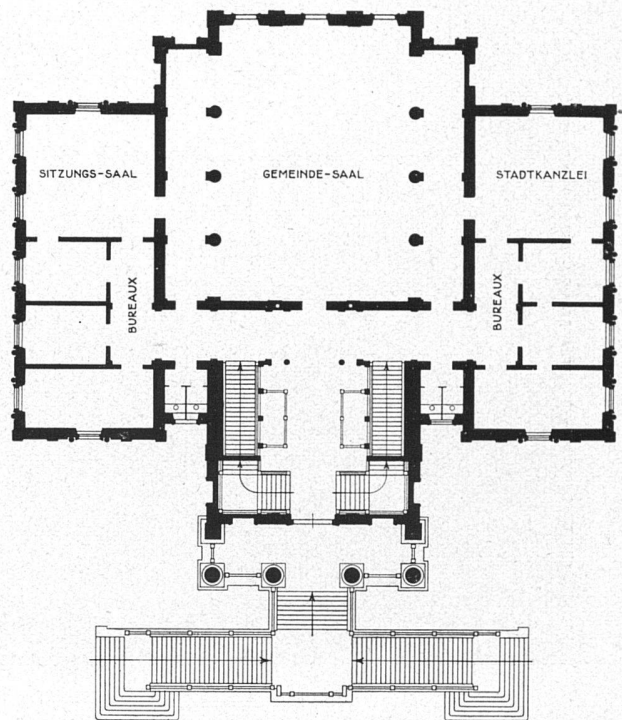 SITZUNGS-SAAL
GEMEINDE-SAAL
STADTKANZLEI
BUREAUX
BUREAUX